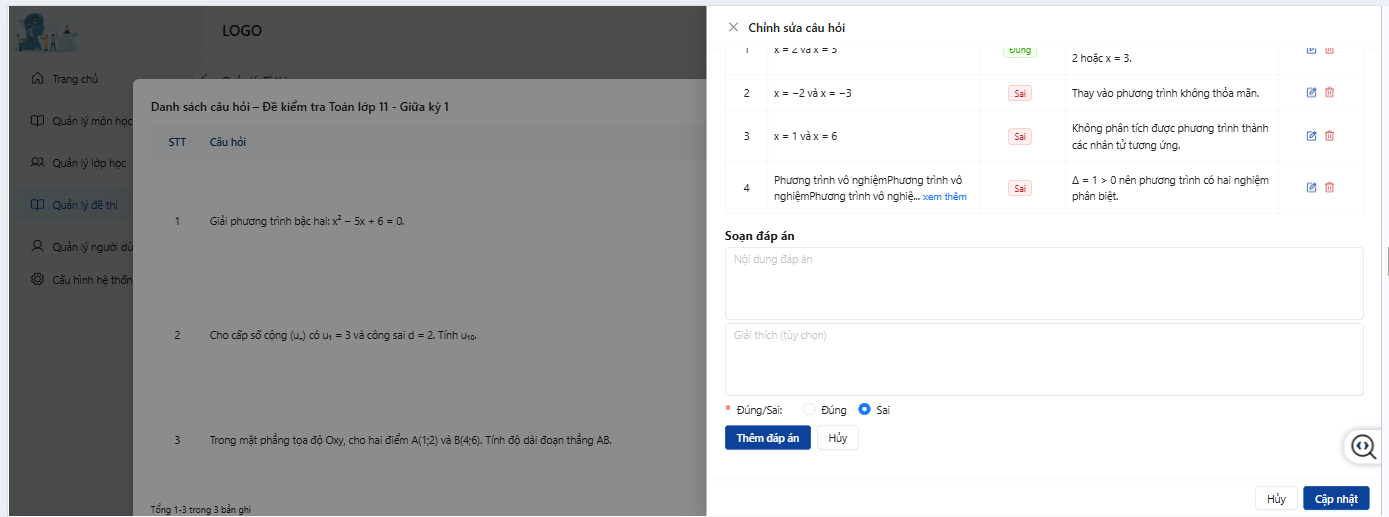 LOGO
Trang chủ
Quản lý môn học
Quản lý lớp học
Quản lý đề thi
Quản lý người dù
Cấu hình hệ thốn
Danh sách câu hỏi – Đề kiểm tra Toán lớp 11 - Giữa kỳ 1
STT Câu hỏi
1 Giải phương trình bậc hai: x² − 5x + 6 = 0.
2 Cho cấp số cộng (uₙ) có u₁ = 3 và công sai d = 2. Tính u₁₀.
3 Trong mặt phẳng tọa độ Oxy, cho hai điểm A(1;2) và B(4;6). Tính độ dài đoạn thẳng AB.
Tổng 1-3 trong 3 bản ghi
Chỉnh sửa câu hỏi
1 x = 2 và x = 3 Đúng
2 hoặc x = 3.
2 x = −2 và x = −3 Sai Thay vào phương trình không thỏa mãn.
3 x = 1 và x = 6 Sai Không phân tích được phương trình thành
các nhân tử tương ứng.
4 Phương trình vô nghiệmPhương trình vô
nghiệmPhương trình vô nghiệ... xem thêm
Sai Δ = 1 > 0 nên phương trình có hai nghiệm
phân biệt.
Soạn đáp án
Nội dung đáp án
Giải thích (tùy chọn)
* Đúng/Sai: Đúng Sai
Thêm đáp án Hủy
Hủy Cập nhật